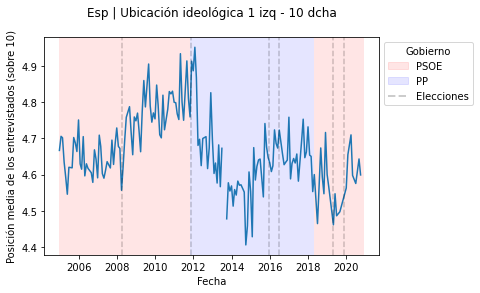 Esp | Ubicación ideológica 1 izq - 10 dcha
Posición media de los entrevistados (sobre 10)
4.9
4.8
4.7
4.6
4.5
4.4
2006 2008 2010 2012 2014 2016 2018 2020
Fecha
Gobierno
PSOE
PP
Elecciones